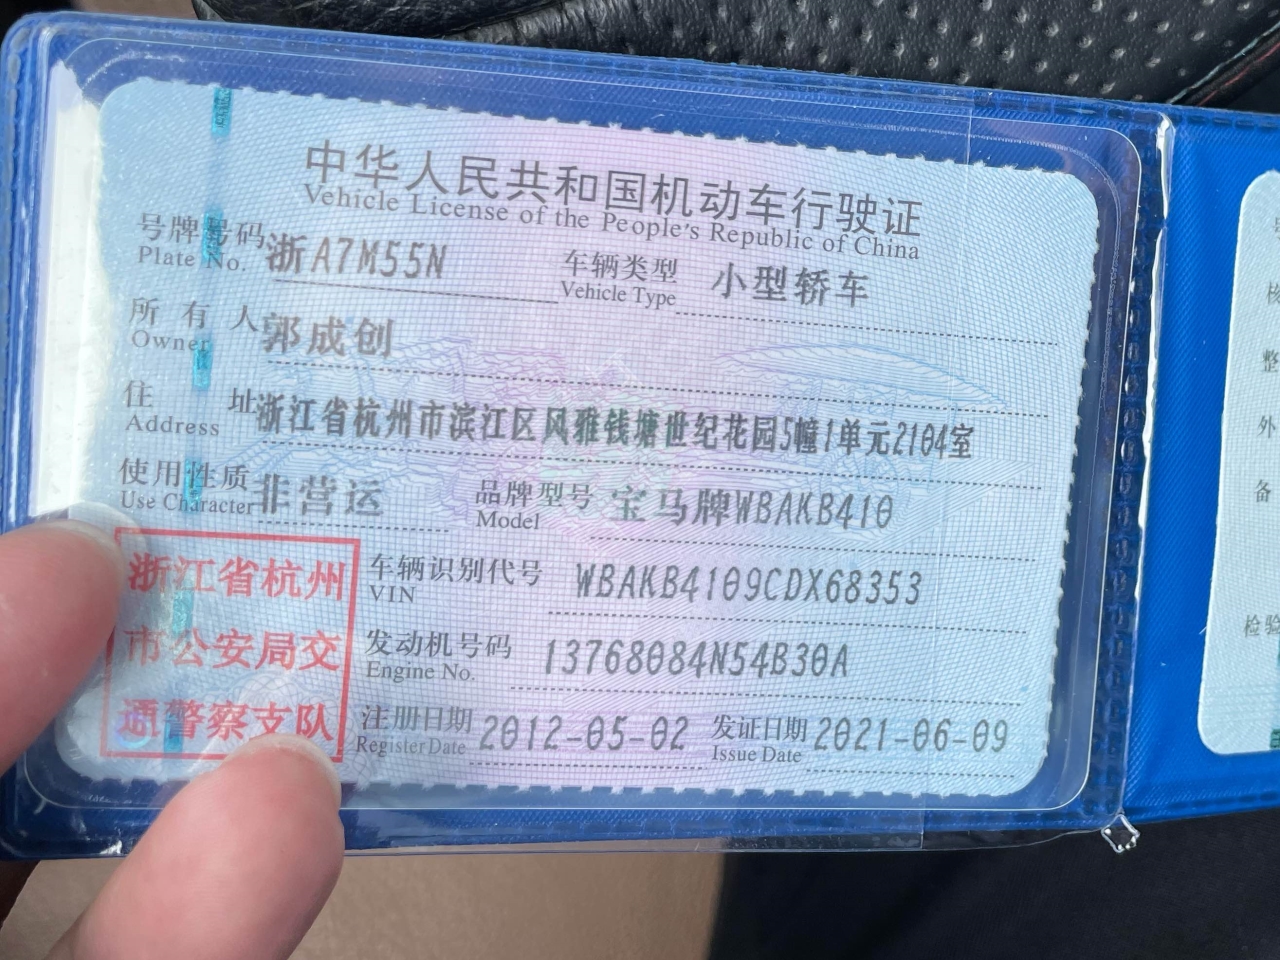 中华人民共和国机动车行驶证
Vehicle License of the People's Republic of China
号牌号码 浙A7M55N 车辆类型 小型轿车
Plate No. Vehicle Type
所有人 郭成创
Owner
住址 浙江省杭州市滨江区风雅钱塘世纪花园5幢1单元2104室
Address
使用性质 非营运 品牌型号 宝马牌WBAKB410
Use Character Model
浙江省杭州
市公安局交
通警察支队
车辆识别代号 WBAKB4109CDX68353
VIN
发动机号码 13768084N54B30A
Engine No.
注册日期 2012-05-02 发证日期 2021-06-09
Register Date Issue Date
整
外
备
检验